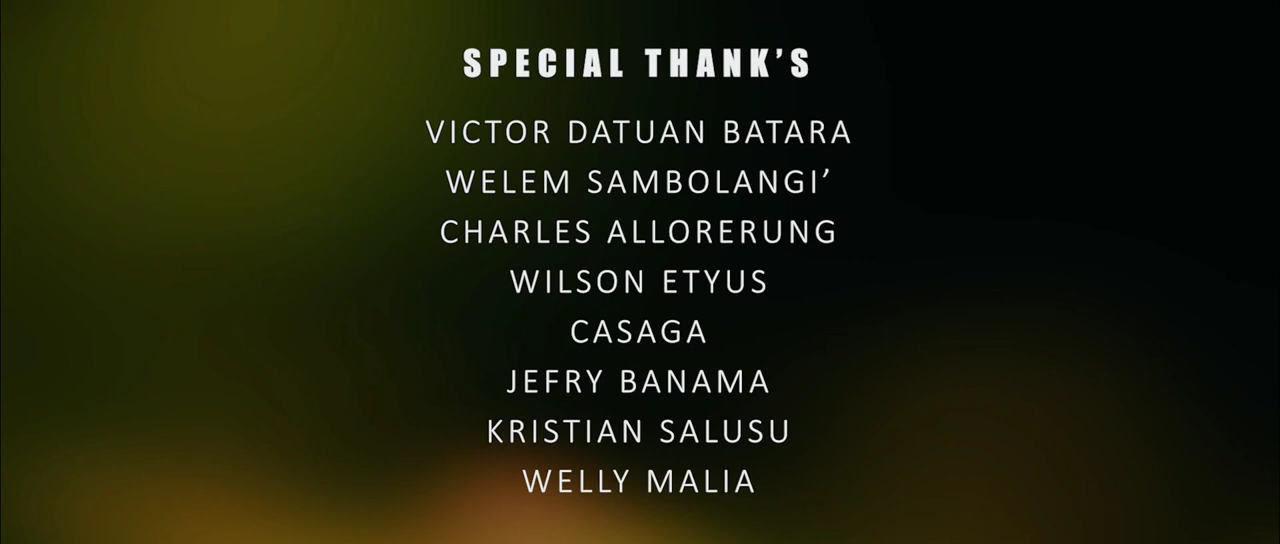 SPECIAL THANK’S
VICTOR DATUAN BATARA
WELEM SAMBOLANGI’
CHARLES ALLORERUNG
WILSON ETYUS
CASAGA
JEFRY BANAMA
KRISTIAN SALUSU
WELLY MALIA